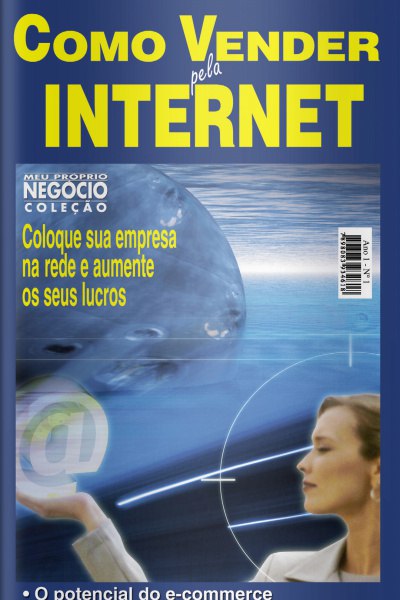 COMO VENDER
pela
INTERNET
MEU PRÓPRIO
NEGÓCIO
COLEÇÃO
Coloque sua empresa
na rede e aumente
os seus lucros
Ano 1 - Nº 1
@
• O potencial do e-commerce